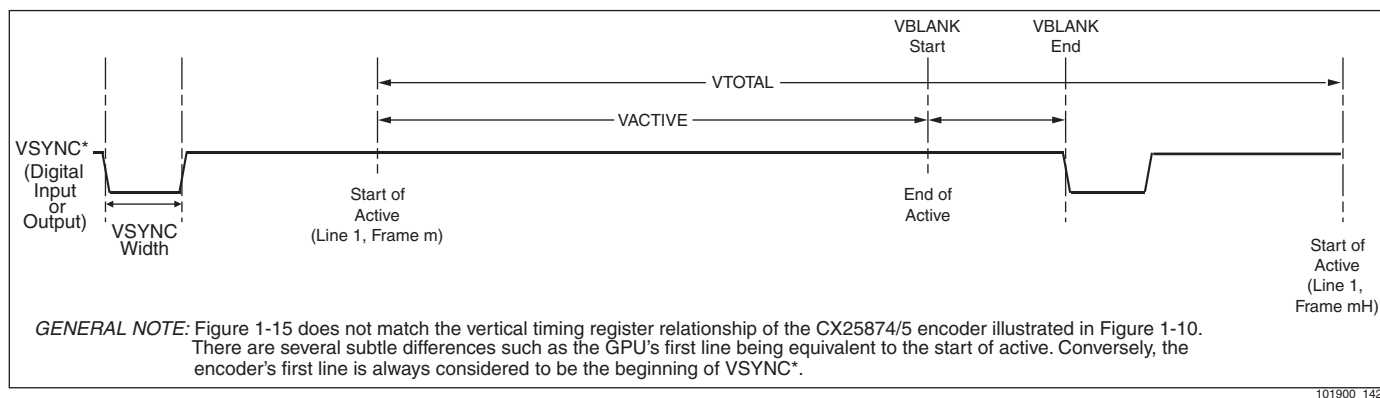 VBLANK
Start
VBLANK
End
VTOTAL
VACTIVE
VSYNC*
(Digital
Input
or
Output)
VSYNC
Width
Start of
Active
(Line 1, Frame m)
End of
Active
Start of
Active
(Line 1,
Frame mH)
GENERAL NOTE: Figure 1-15 does not match the vertical timing register relationship of the CX25874/5 encoder illustrated in Figure 1-10.
There are several subtle differences such as the GPU's first line being equivalent to the start of active. Conversely, the
encoder's first line is always considered to be the beginning of VSYNC*.
101900_142